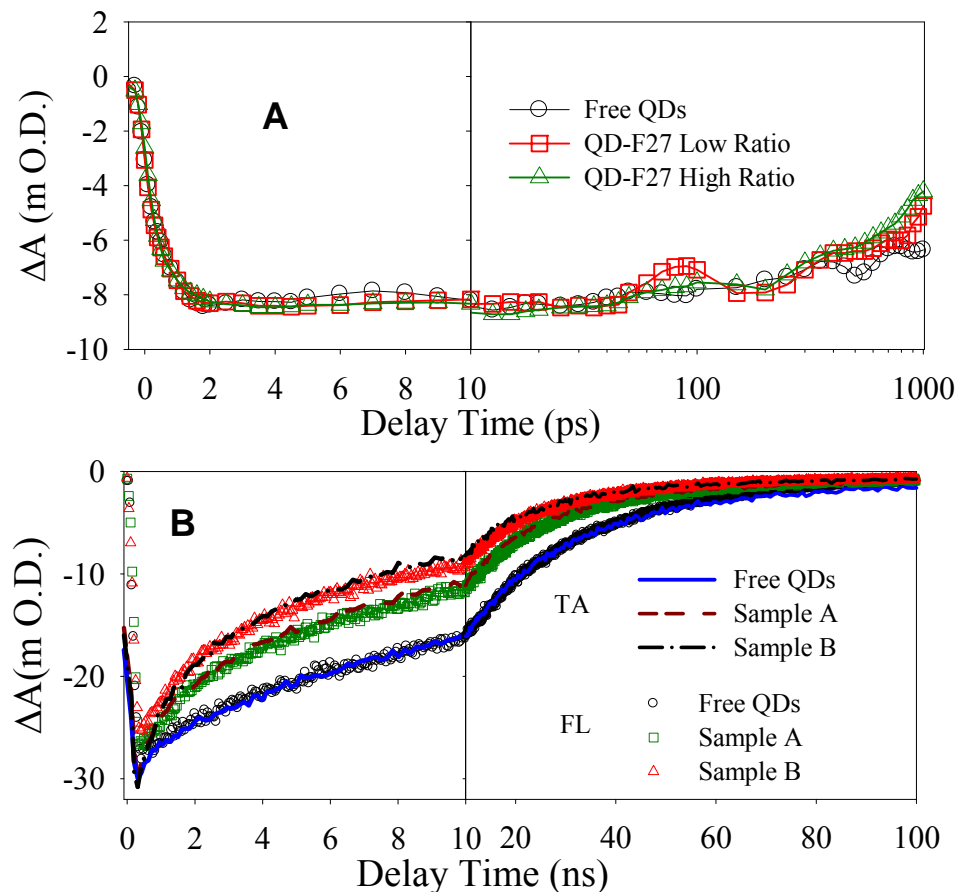 2
0
-2
-4
-6
-8
-10
ΔA (m O.D.)
A
Free QDs
QD-F27 Low Ratio
QD-F27 High Ratio
0 2 4 6 8 10 100 1000
Delay Time (ps)
0
-10
-20
-30
ΔA(m O.D.)
B
TA
Free QDs
Sample A
Sample B
FL
Free QDs
Sample A
Sample B
0 2 4 6 8 10 20 40 60 80 100
Delay Time (ns)